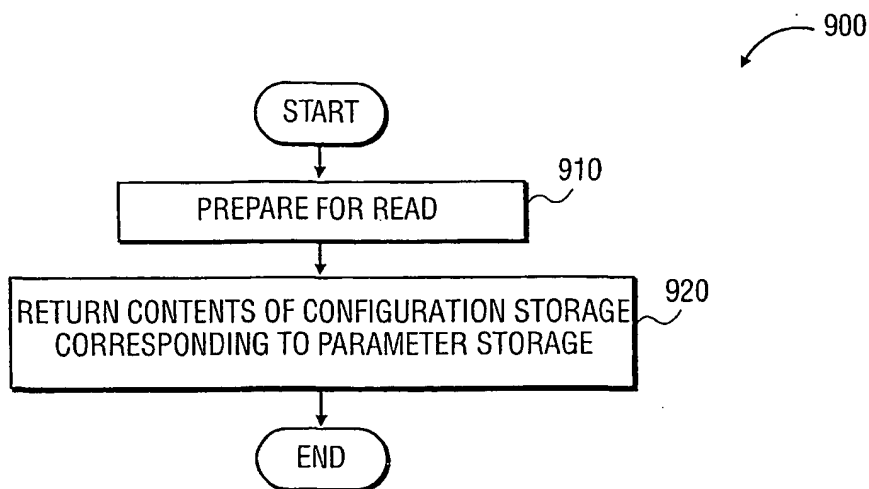 900
START
910
PREPARE FOR READ
920
RETURN CONTENTS OF CONFIGURATION STORAGE
CORRESPONDING TO PARAMETER STORAGE
END